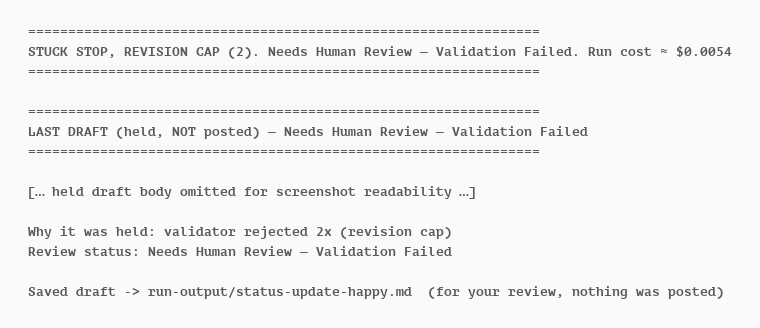 ================================================================
STUCK STOP, REVISION CAP (2). Needs Human Review — Validation Failed. Run cost ≈ $0.0054
================================================================
================================================================
LAST DRAFT (held, NOT posted) — Needs Human Review — Validation Failed
================================================================
[… held draft body omitted for screenshot readability …]
Why it was held: validator rejected 2x (revision cap)
Review status: Needs Human Review — Validation Failed
Saved draft -> run-output/status-update-happy.md  (for your review, nothing was posted)